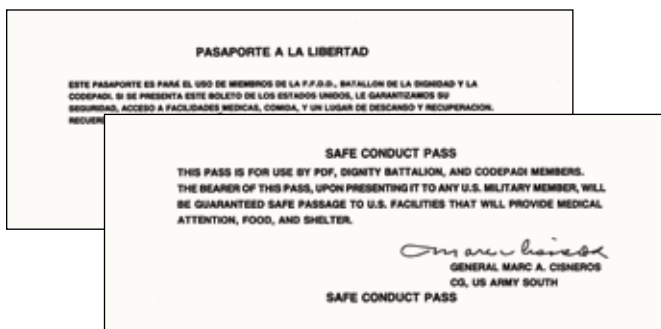 PASAPORTE A LA LIBERTAD
ESTE PASAPORTE ES PARA EL USO DE MIEMBROS DE LA F.F.D.D., BATALLON DE LA DIGNIDAD Y LA
CODEPADI. SI SE PRESENTA ESTE BOLETO DE LOS ESTADOS UNIDOS, LE GARANTIZAMOS SU
SEGURIDAD, ACCESO A FACILIDADES MEDICAS, COMIDA, Y UN LUGAR DE DESCANSO Y RECUPERACION.
SAFE CONDUCT PASS
THIS PASS IS FOR USE BY PDF, DIGNITY BATTALION, AND CODEPADI MEMBERS.
THE BEARER OF THIS PASS, UPON PRESENTING IT TO ANY U.S. MILITARY MEMBER, WILL
BE GUARANTEED SAFE PASSAGE TO U.S. FACILITIES THAT WILL PROVIDE MEDICAL
ATTENTION, FOOD, AND SHELTER.
GENERAL MARC A. CISNEROS
CG, US ARMY SOUTH
SAFE CONDUCT PASS